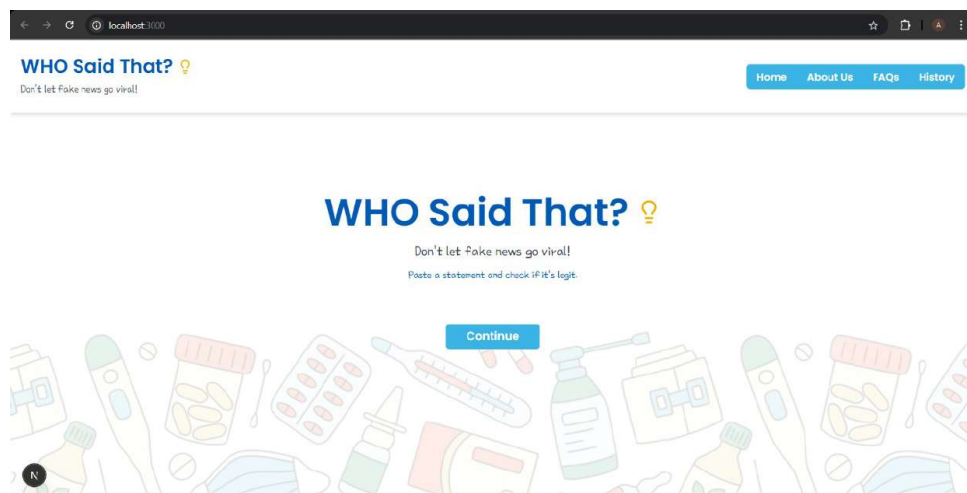 localhost:3000
A
WHO Said That?
Don't let fake news go viral!
Home About Us FAQs History
WHO Said That?
Don't let fake news go viral!
Paste a statement and check if it's legit.
Continue
N